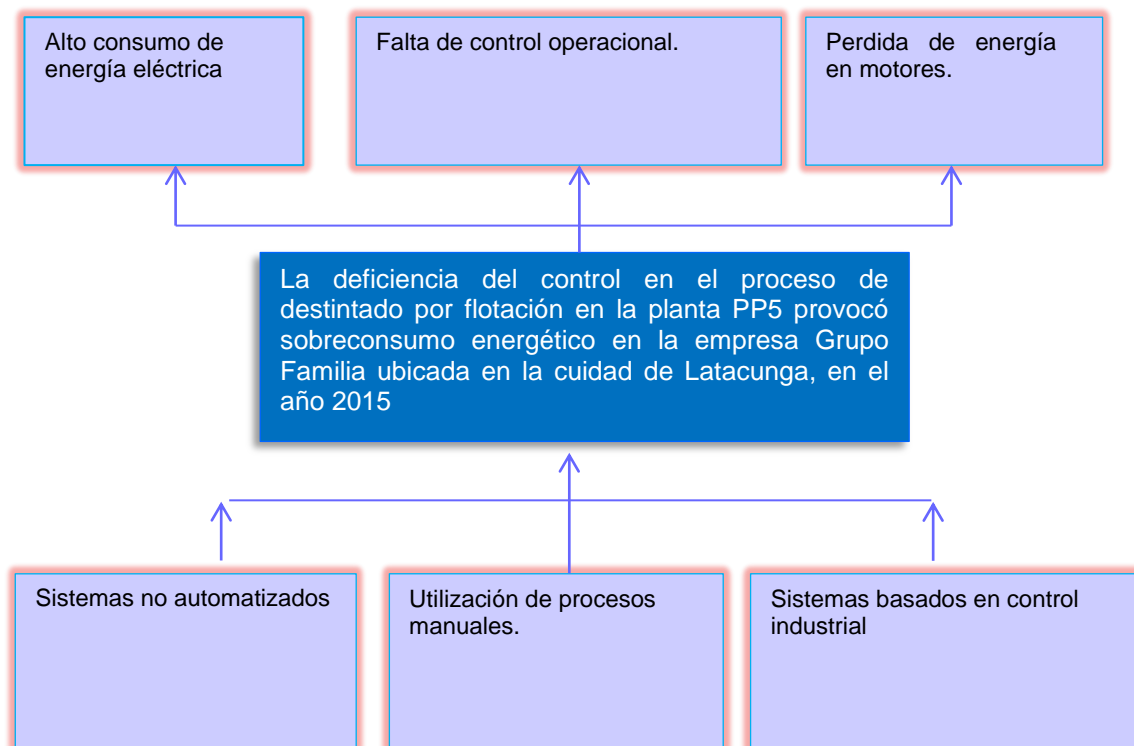 Alto consumo de
energía eléctrica
Falta de control operacional.
Perdida de energía
en motores.
La deficiencia del control en el proceso de
destintado por flotación en la planta PP5 provocó
sobreconsumo energético en la empresa Grupo
Familia ubicada en la cuidad de Latacunga, en el
año 2015
Sistemas no automatizados
Utilización de procesos
manuales.
Sistemas basados en control
industrial